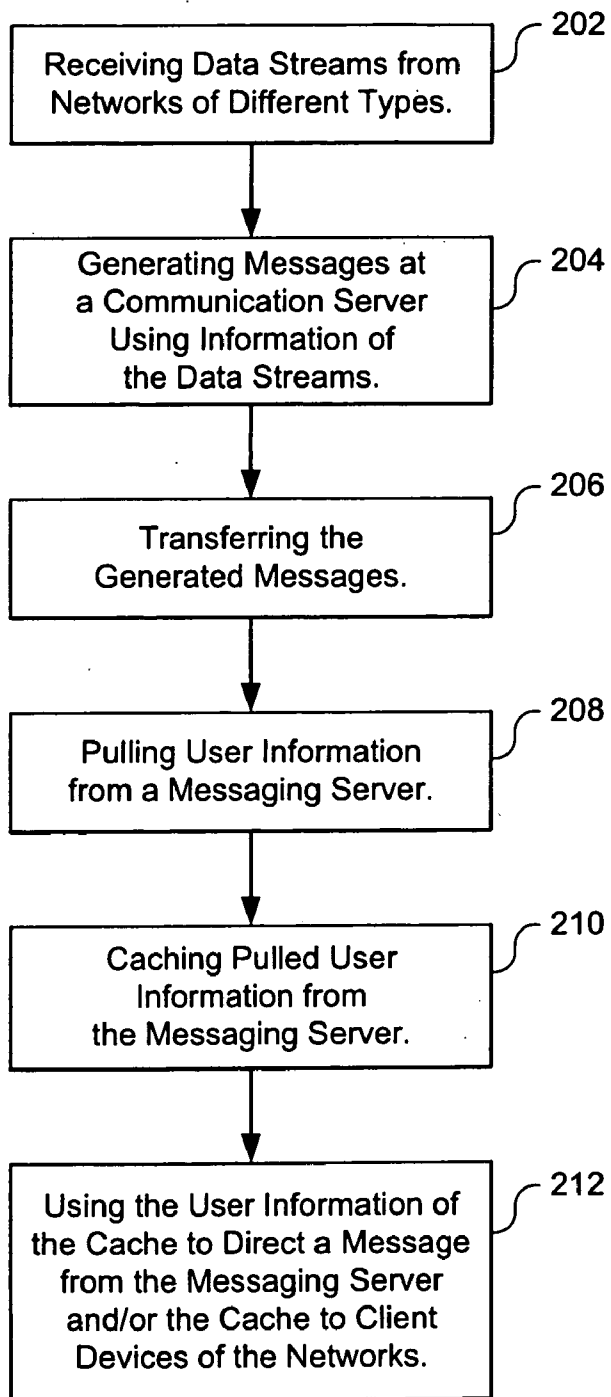 202
Receiving Data Streams from
Networks of Different Types.
204
Generating Messages at
a Communication Server
Using Information of
the Data Streams.
206
Transferring the
Generated Messages.
208
Pulling User Information
from a Messaging Server.
210
Caching Pulled User
Information from
the Messaging Server.
212
Using the User Information of
the Cache to Direct a Message
from the Messaging Server
and/or the Cache to Client
Devices of the Networks.